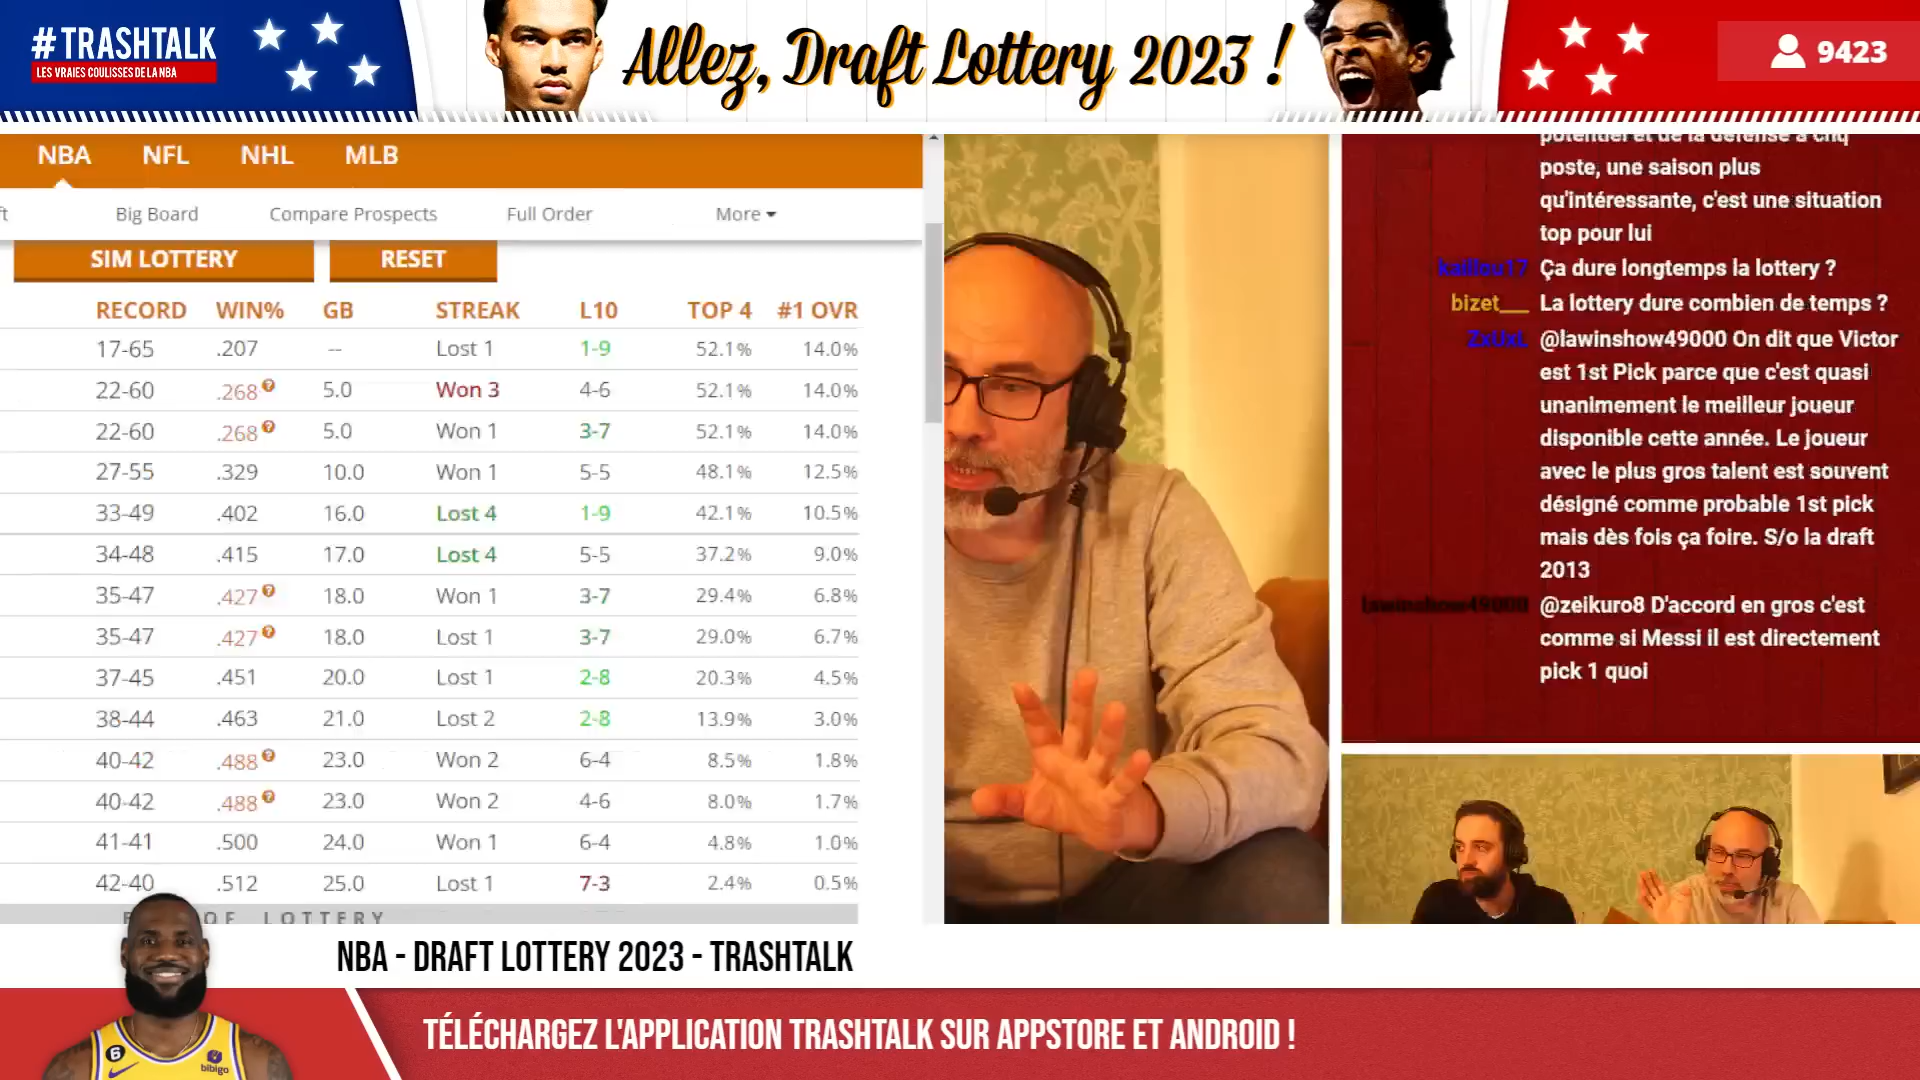 #TRASHTALK
LES VRAIES COULISSES DE LA NBA
Allez, Draft Lottery 2023 !
9423
NBA NFL NHL MLB
ft Big Board Compare Prospects Full Order More
SIM LOTTERY RESET
RECORD WIN% GB STREAK L10 TOP 4 #1 OVR
17-65 .207 -- Lost 1 1-9 52.1% 14.0%
22-60 .268 5.0 Won 3 4-6 52.1% 14.0%
22-60 .268 5.0 Won 1 3-7 52.1% 14.0%
27-55 .329 10.0 Won 1 5-5 48.1% 12.5%
33-49 .402 16.0 Lost 4 1-9 42.1% 10.5%
34-48 .415 17.0 Lost 4 5-5 37.2% 9.0%
35-47 .427 18.0 Won 1 3-7 29.4% 6.8%
35-47 .427 18.0 Lost 1 3-7 29.0% 6.7%
37-45 .451 20.0 Lost 1 2-8 20.3% 4.5%
38-44 .463 21.0 Lost 2 2-8 13.9% 3.0%
40-42 .488 23.0 Won 2 6-4 8.5% 1.8%
40-42 .488 23.0 Won 2 4-6 8.0% 1.7%
41-41 .500 24.0 Won 1 6-4 4.8% 1.0%
42-40 .512 25.0 Lost 1 7-3 2.4% 0.5%
OF LOTTERY
potentiel et de la défense a cnq
poste, une saison plus
qu'intéressante, c'est une situation
top pour lui
kaillou17 Ça dure longtemps la lottery ?
bizet__ La lottery dure combien de temps ?
ZxUxL @lawinshow49000 On dit que Victor
est 1st Pick parce que c'est quasi
unanimement le meilleur joueur
disponible cette année. Le joueur
avec le plus gros talent est souvent
désigné comme probable 1st pick
mais dès fois ça foire. S/o la draft
2013
lawinshow49000 @zeikuro8 D'accord en gros c'est
comme si Messi il est directement
pick 1 quoi
NBA - DRAFT LOTTERY 2023 - TRASHTALK
6
bibigo
TÉLÉCHARGEZ L'APPLICATION TRASHTALK SUR APPSTORE ET ANDROID !